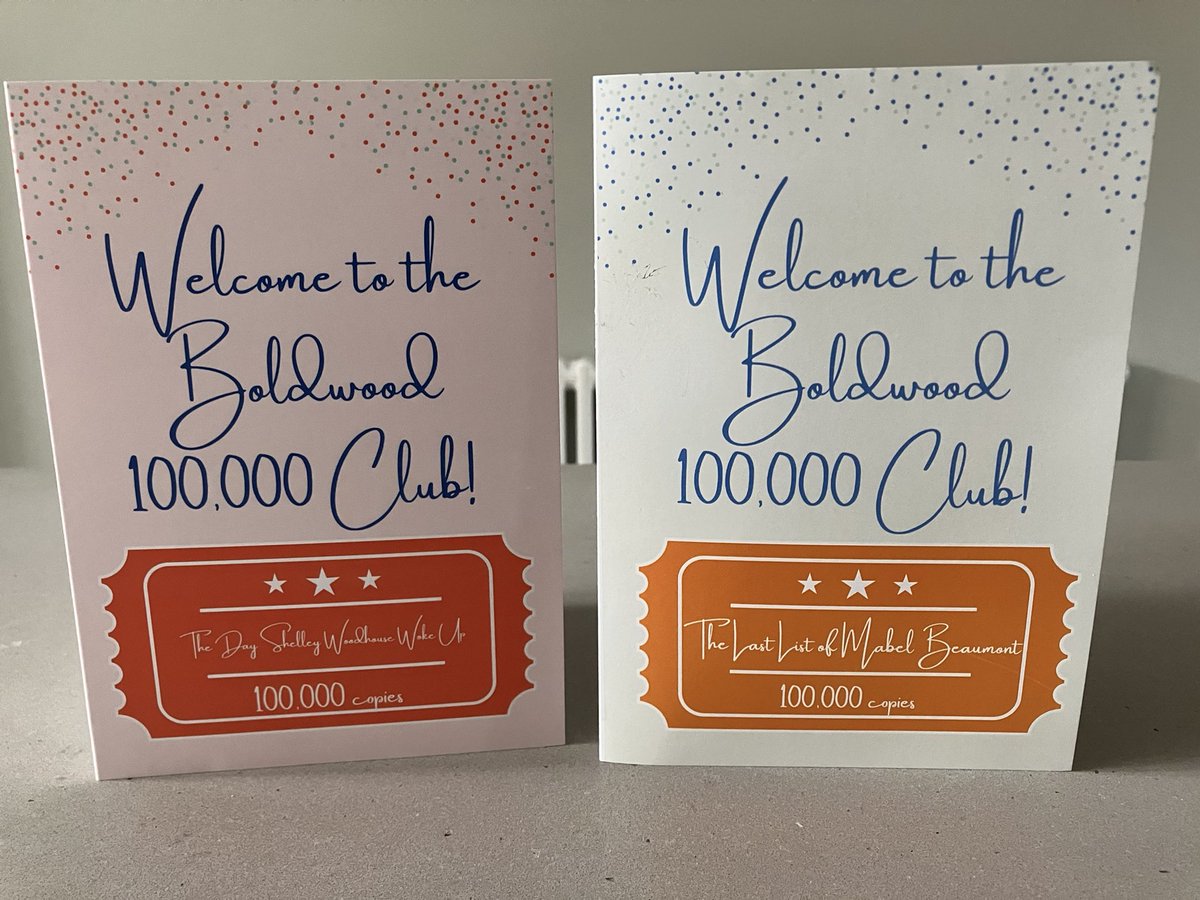 Welcome to the
Boldwood
100,000 Club!
The Day Shelley Woodhouse Woke Up
100,000 copies
Welcome to the
Boldwood
100,000 Club!
The Last List of Mabel Beaumont
100,000 copies